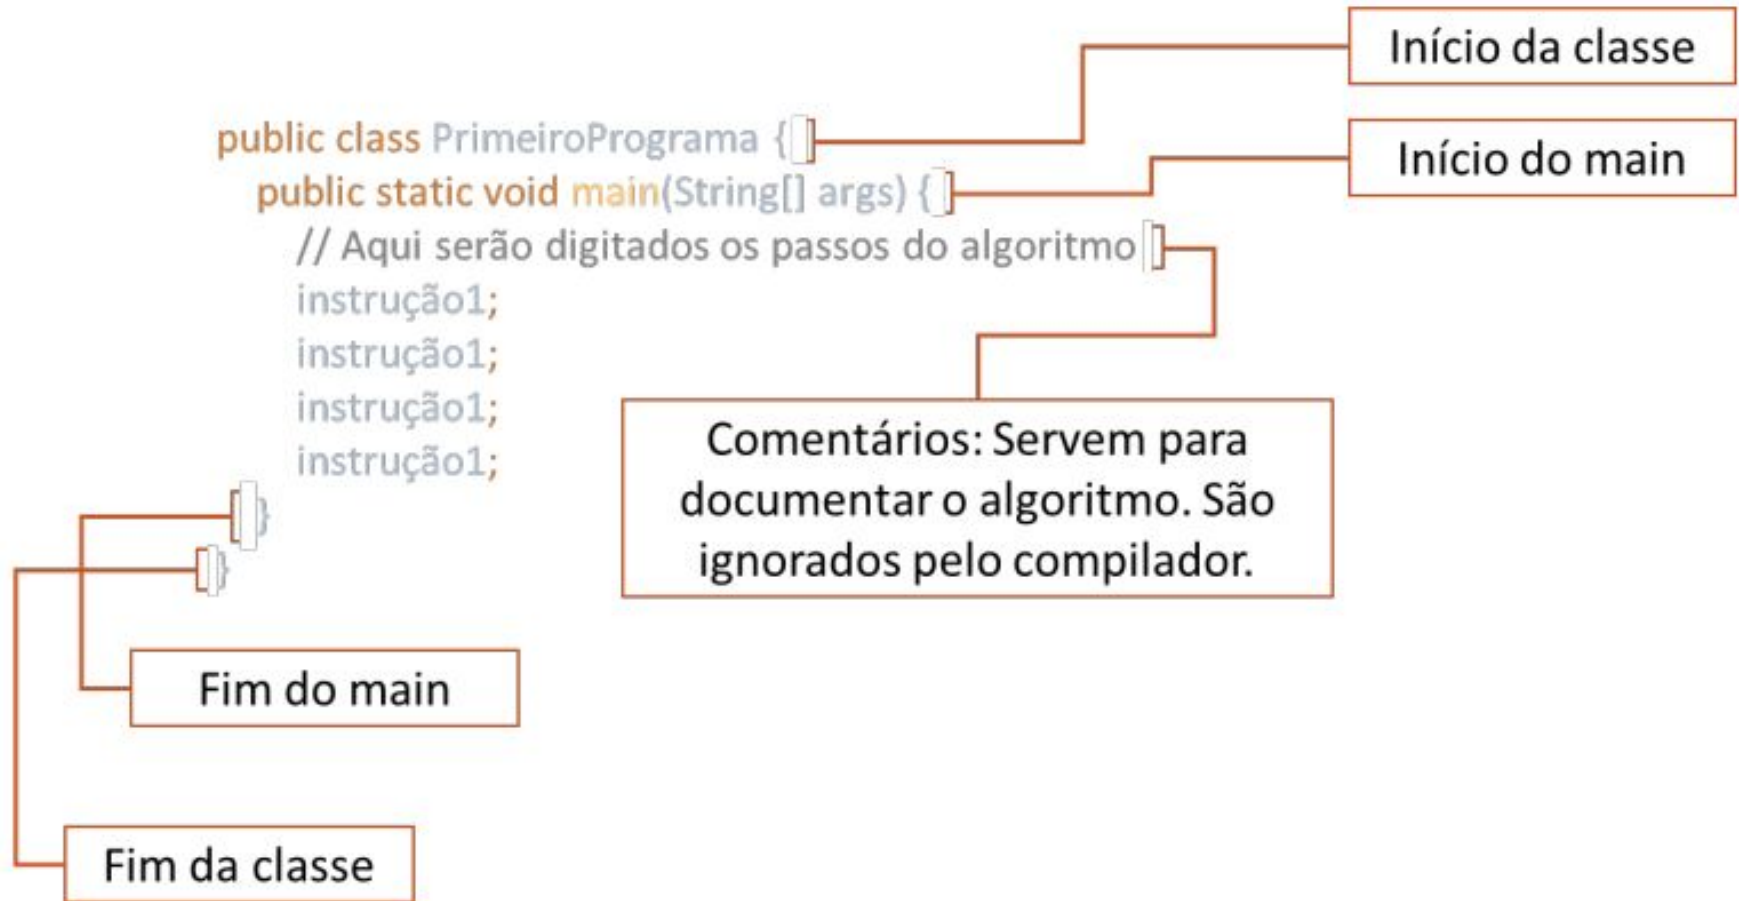 Início da classe
public class PrimeiroPrograma {
Início do main
public static void main(String[] args) {
// Aqui serão digitados os passos do algoritmo
instrução1;
instrução1;
instrução1;
instrução1;
Comentários: Servem para
documentar o algoritmo. São
ignorados pelo compilador.
}
}
Fim do main
Fim da classe